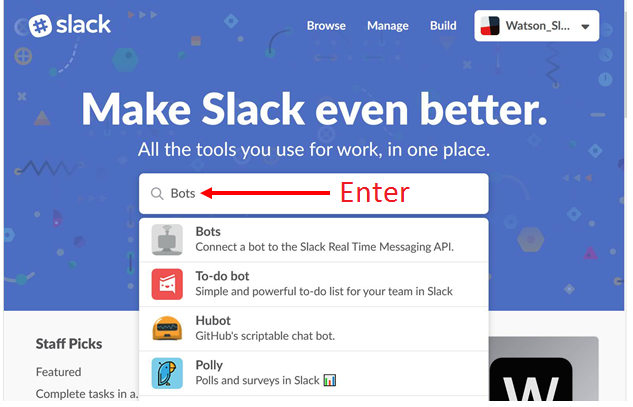 slack
Browse
Manage
Build
Watson_Sl...
Make Slack even better.
All the tools you use for work, in one place.
Bots
Enter
Bots
Connect a bot to the Slack Real Time Messaging API.
To-do bot
Simple and powerful to-do list for your team in Slack
Hubot
GitHub's scriptable chat bot.
Polly
Polls and surveys in Slack 📊
Staff Picks
Featured
Complete tasks in a..
W